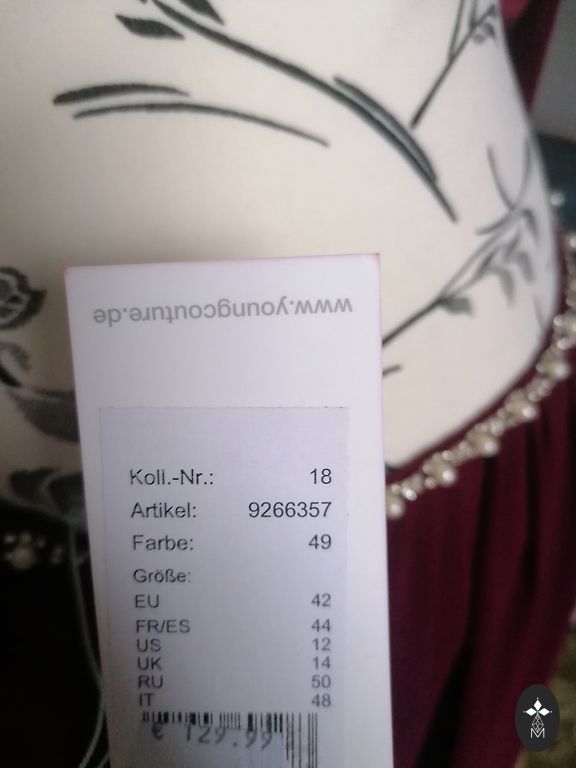 www.youngcouture.de
Koll.-Nr.: 18
Artikel: 9266357
Farbe: 49
Größe:
EU 42
FR/ES 44
US 12
UK 14
RU 50
IT 48
€ 129.99
M